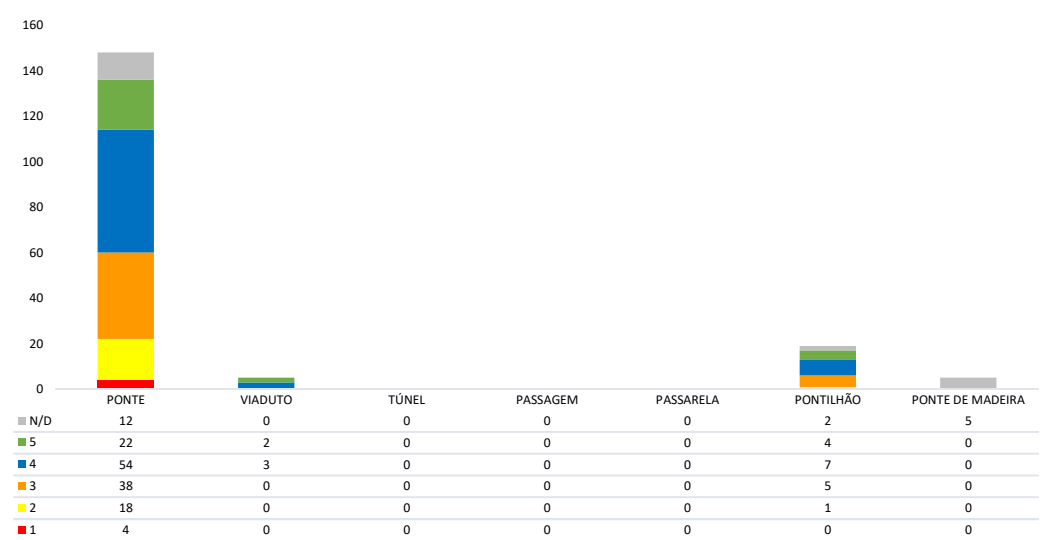 160
140
120
100
80
60
40
20
0
PONTE VIADUTO TÚNEL PASSAGEM PASSARELA PONTILHÃO PONTE DE MADEIRA
N/D 12 0 0 0 0 2 5
5 22 2 0 0 0 4 0
4 54 3 0 0 0 7 0
3 38 0 0 0 0 5 0
2 18 0 0 0 0 1 0
1 4 0 0 0 0 0 0